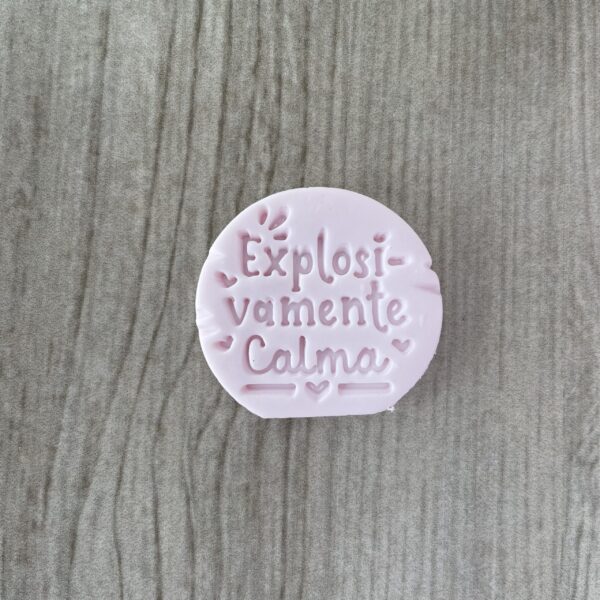 Explosi-
vamente
Calma